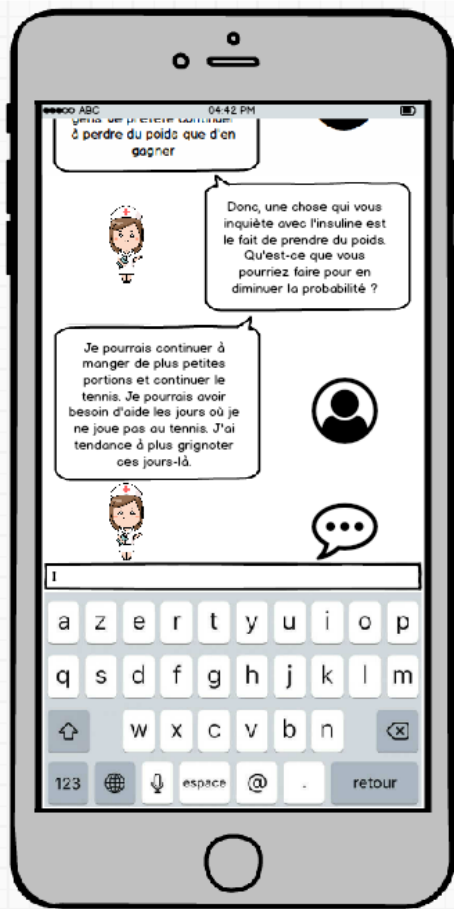 ABC 04:42 PM
à perdre du poids que d'en
gagner
Donc, une chose qui vous
inquiète avec l'insuline est
le fait de prendre du poids.
Qu'est-ce que vous
pourriez faire pour en
diminuer la probabilité ?
Je pourrais continuer à
manger de plus petites
portions et continuer le
tennis. Je pourrais avoir
besoin d'aide les jours où je
ne joue pas au tennis. J'ai
tendance à plus grignoter
ces jours-là.
I
a z e r t y u i o p
q s d f g h j k l m
w x c v b n
123 espace @ . retour